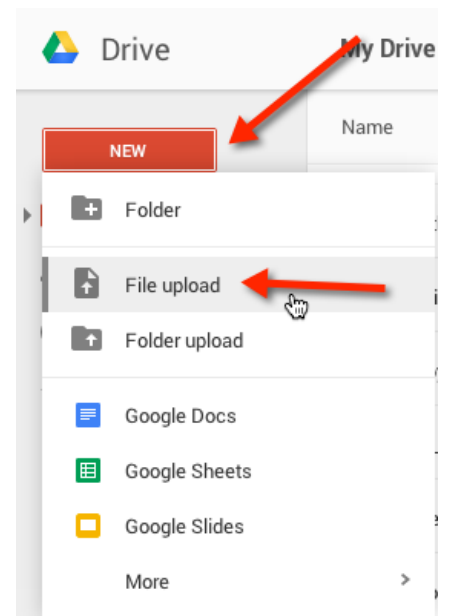 Drive
My Drive
NEW
Name
Folder
File upload
Folder upload
Google Docs
Google Sheets
Google Slides
More